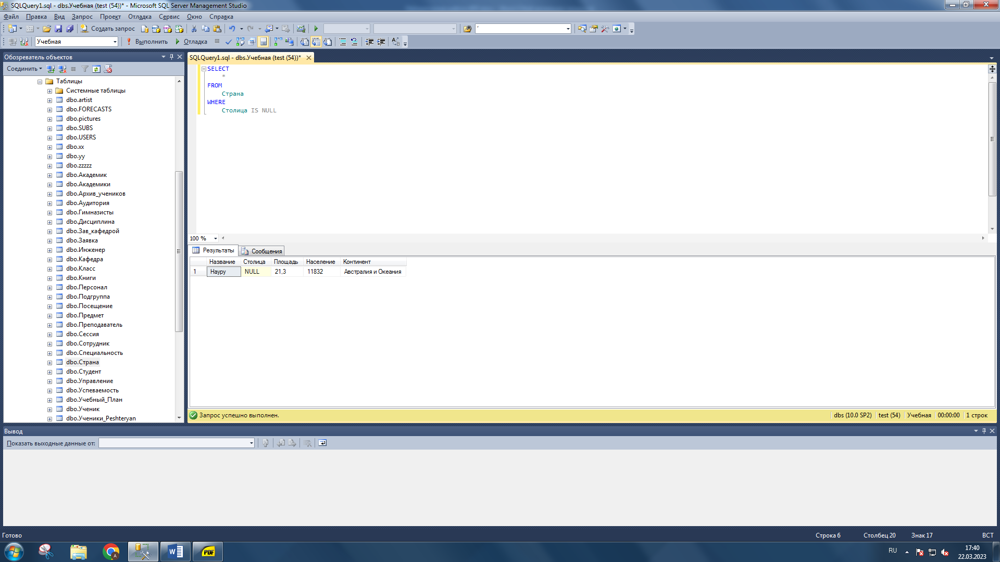 SQLQuery1.sql - dbs.Учебная (test (54))* - Microsoft SQL Server Management Studio
Файл Правка Вид Запрос Проект Отладка Сервис Окно Справка
Создать запрос '
Учебная Выполнить Отладка
Обозреватель объектов
Соединить
Таблицы
Системные таблицы
dbo.artist
dbo.FORECASTS
dbo.pictures
dbo.SUBS
dbo.USERS
dbo.xx
dbo.yy
dbo.zzzzz
dbo.Академик
dbo.Академики
dbo.Архив_учеников
dbo.Аудитория
dbo.Гимназисты
dbo.Дисциплина
dbo.Зав_кафедрой
dbo.Заявка
dbo.Инженер
dbo.Кафедра
dbo.Класс
dbo.Книги
dbo.Персонал
dbo.Подгруппа
dbo.Посещение
dbo.Предмет
dbo.Преподаватель
dbo.Сессия
dbo.Сотрудник
dbo.Специальность
dbo.Страна
dbo.Студент
dbo.Управление
dbo.Успеваемость
dbo.Учебный_План
dbo.Ученик
dbo.Ученики_Peshteryan
SQLQuery1.sql - dbs.Учебная (test (54))*
SELECT
*
FROM
Страна
WHERE
Столица IS NULL
100 %
Результаты Сообщения
Название Столица Площадь Население Континент
1 Науру NULL 21,3 11832 Австралия и Океания
Запрос успешно выполнен. dbs (10.0 SP2) test (54) Учебная 00:00:00 1 строк
Вывод
Показать выходные данные от:
Готово Строка 6 Столбец 20 Знак 17 ВСТ
A W PDF RU 17:40
22.03.2023